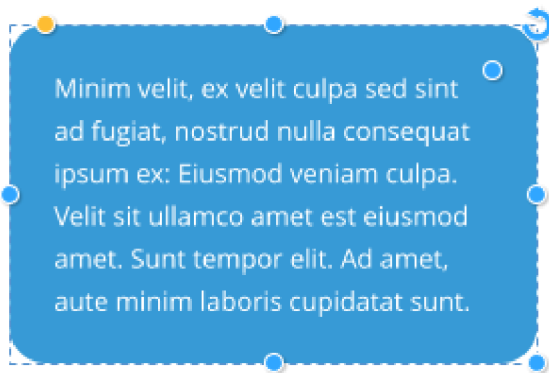 Minim velit, ex velit culpa sed sint
ad fugiat, nostrud nulla consequat
ipsum ex: Eiusmod veniam culpa.
Velit sit ullamco amet est eiusmod
amet. Sunt tempor elit. Ad amet,
aute minim laboris cupidatat sunt.